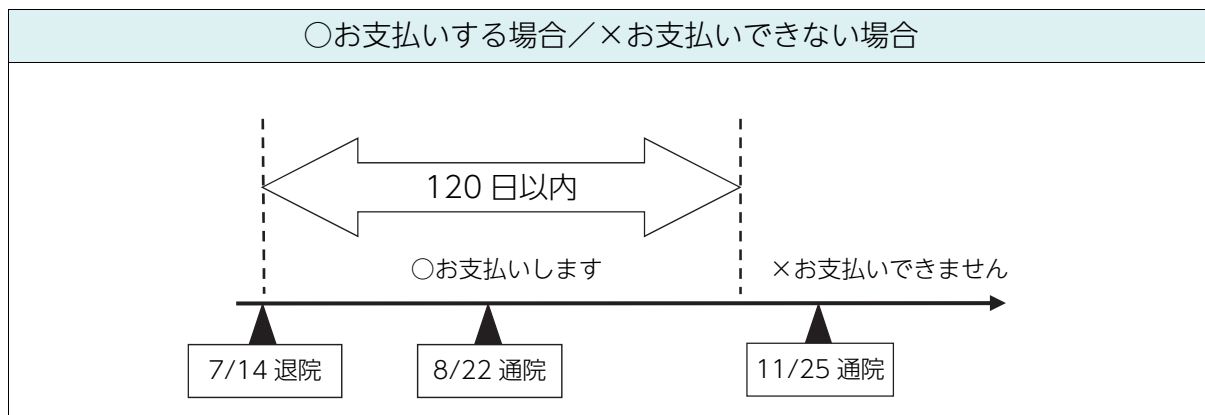 ○お支払いする場合／×お支払いできない場合
120 日以内
○お支払いします
×お支払いできません
7/14 退院
8/22 通院
11/25 通院